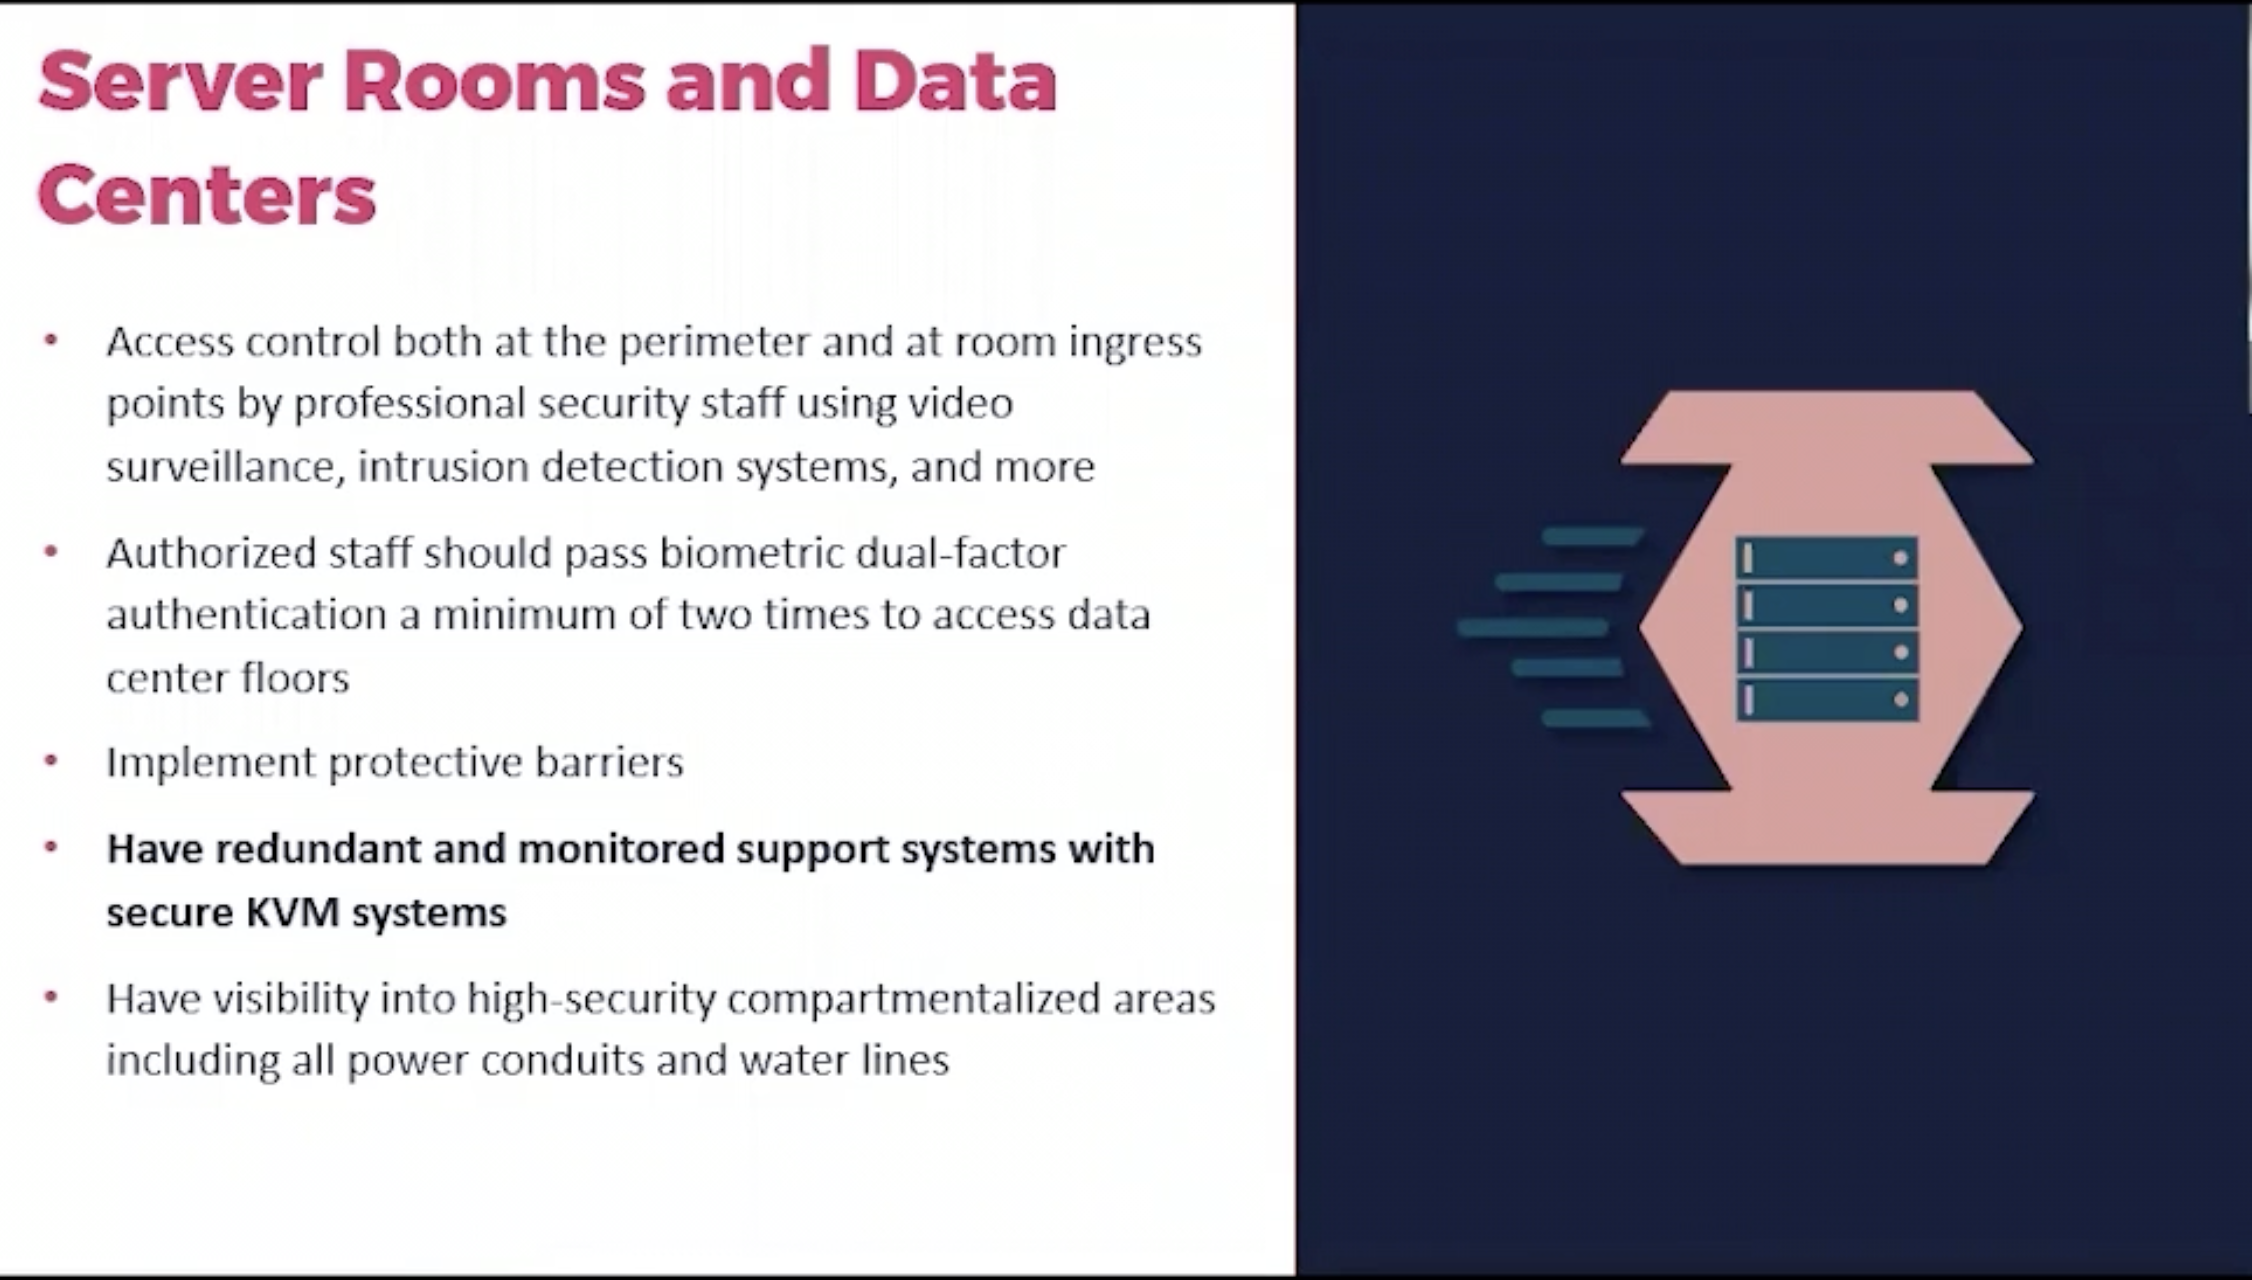 Server Rooms and Data
Centers
• Access control both at the perimeter and at room ingress
points by professional security staff using video
surveillance, intrusion detection systems, and more
• Authorized staff should pass biometric dual-factor
authentication a minimum of two times to access data
center floors
• Implement protective barriers
• Have redundant and monitored support systems with
secure KVM systems
• Have visibility into high-security compartmentalized areas
including all power conduits and water lines